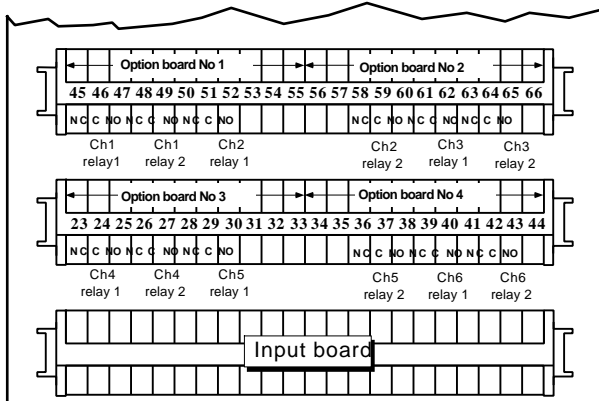 Option board No 1 Option board No 2
45 46 47 48 49 50 51 52 53 54 55 56 57 58 59 60 61 62 63 64 65 66
NC C NO NC C NO NC C NO NC C NO NC C NO NC C NO
Ch1 Ch1 Ch2 Ch2 Ch3 Ch3
relay1 relay 2 relay 1 relay 2 relay 1 relay 2
Option board No 3 Option board No 4
23 24 25 26 27 28 29 30 31 32 33 34 35 36 37 38 39 40 41 42 43 44
NC C NO NC C NO NC C NO NC C NO NC C NO NC C NO
Ch4 Ch4 Ch5 Ch5 Ch6 Ch6
relay 1 relay 2 relay 1 relay 2 relay 1 relay 2
Input board